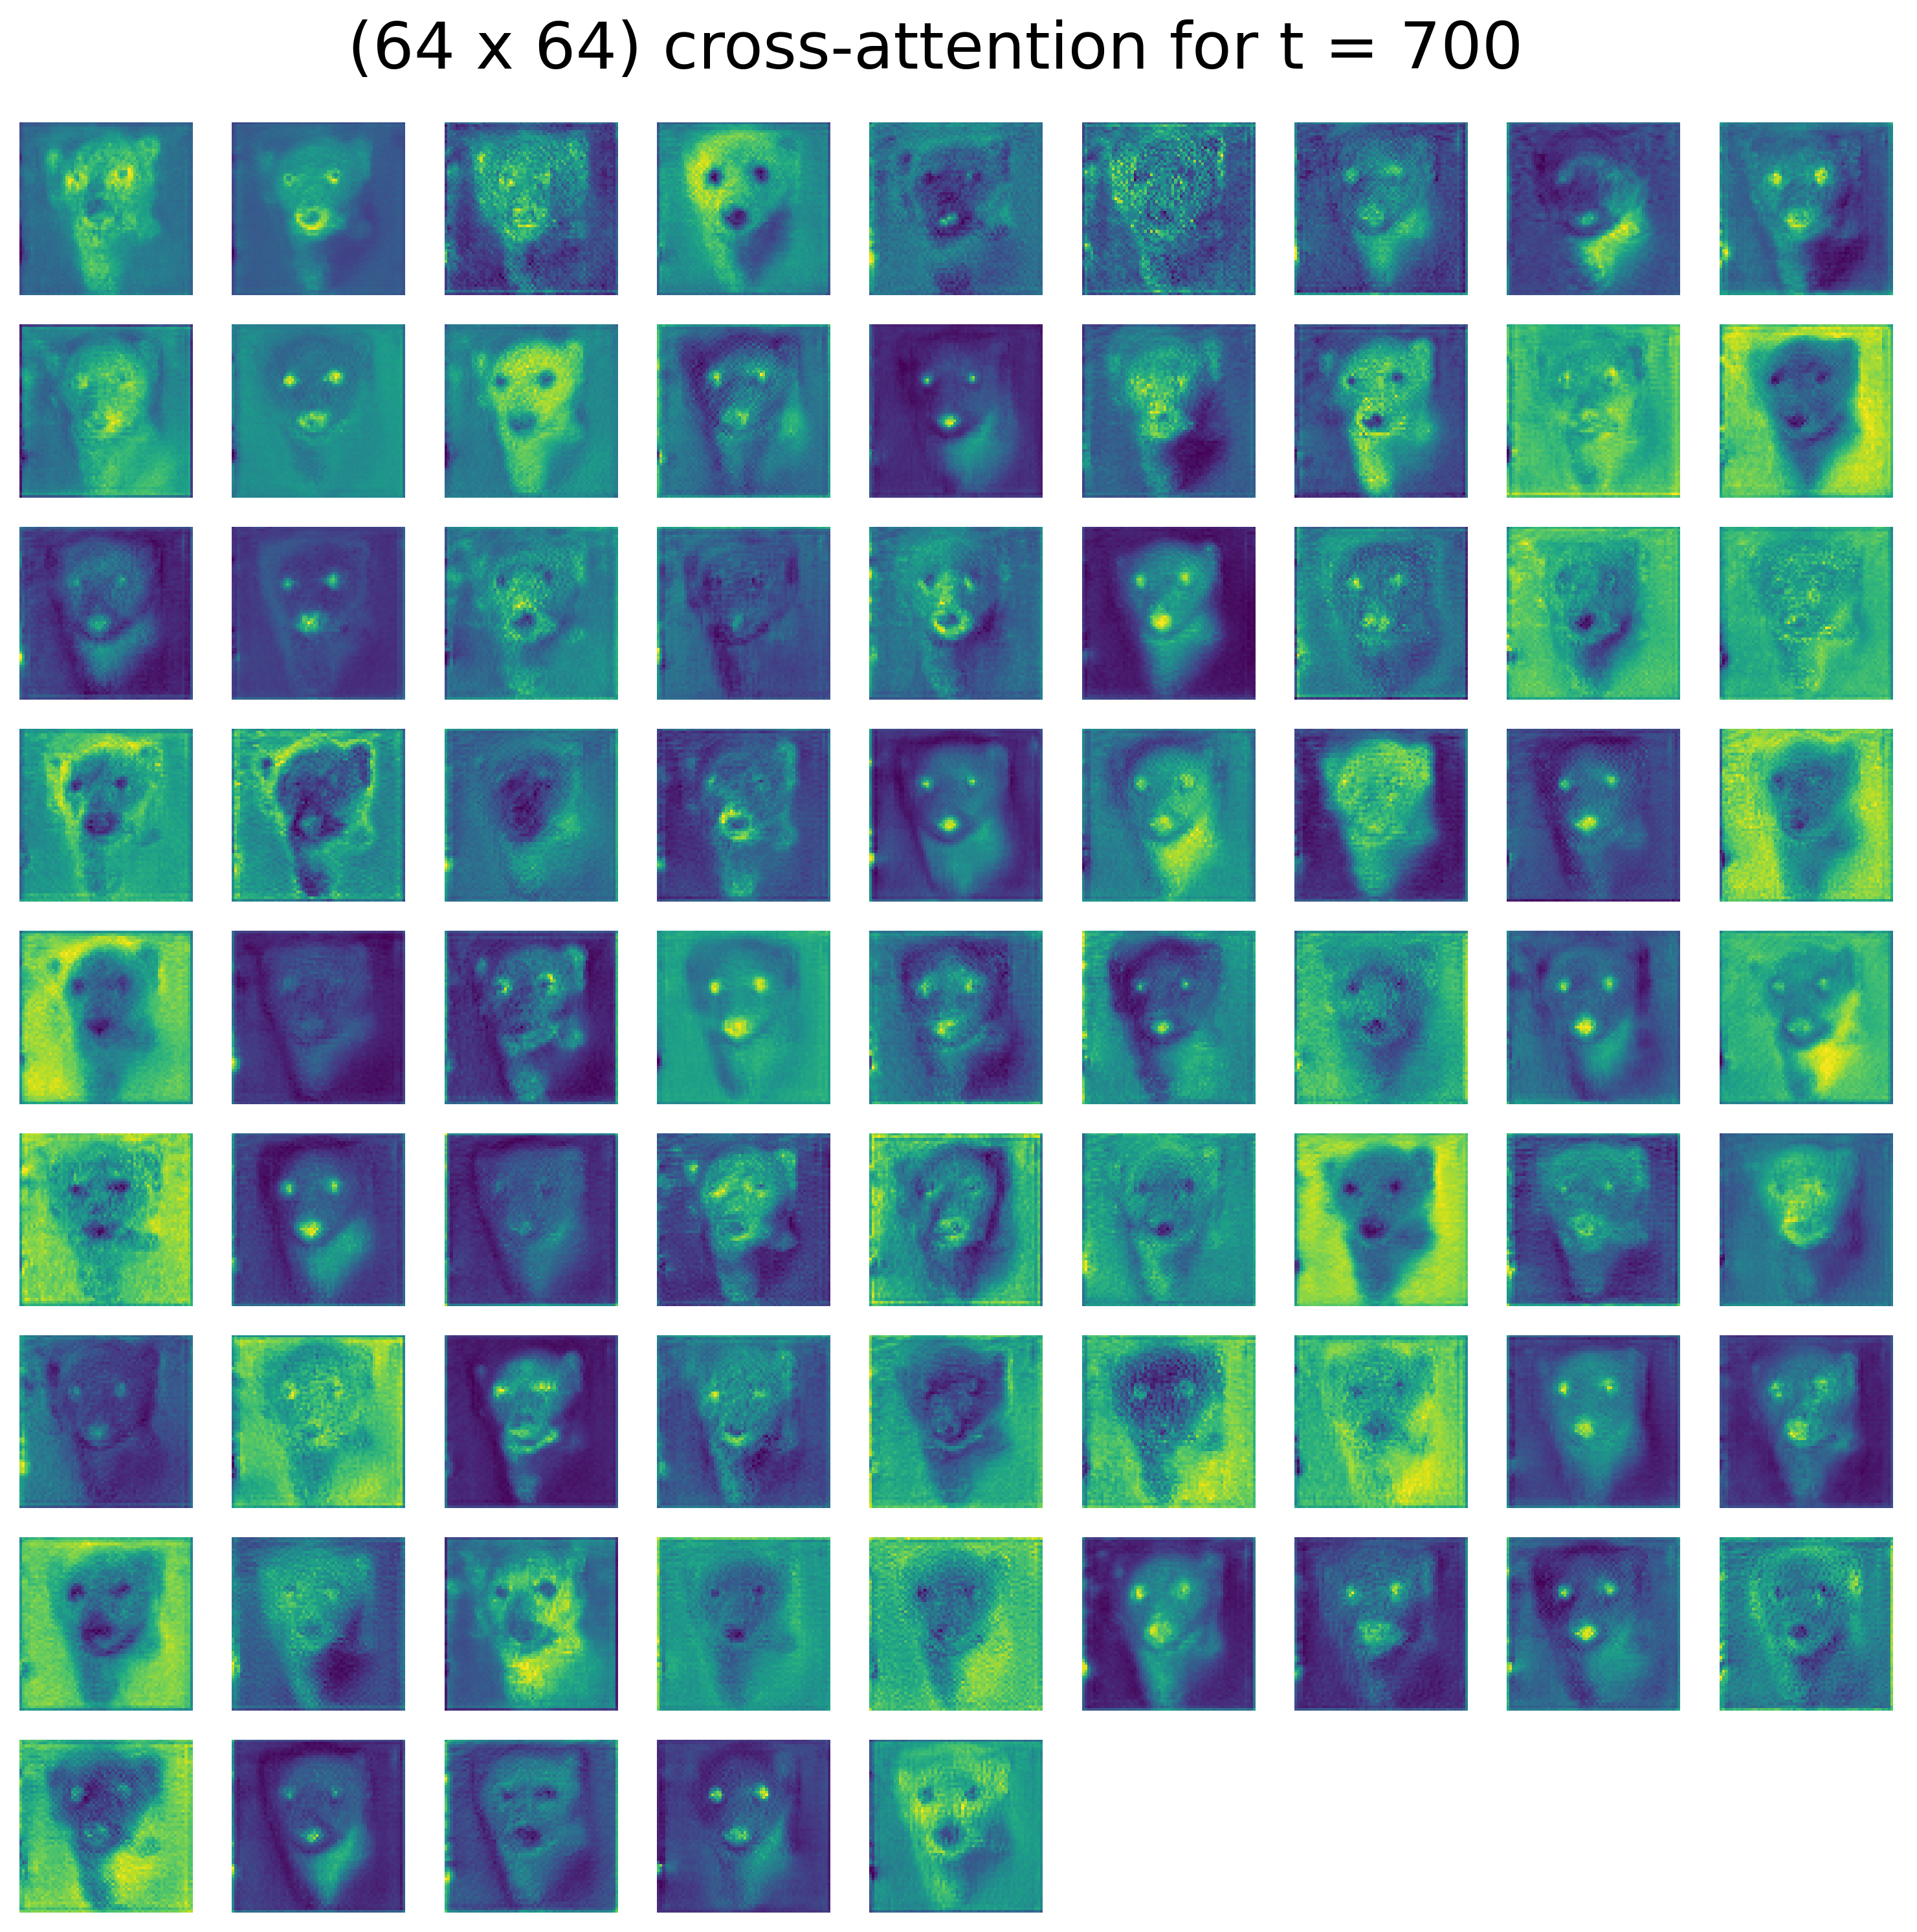 (64 x 64) cross-attention for t = 700